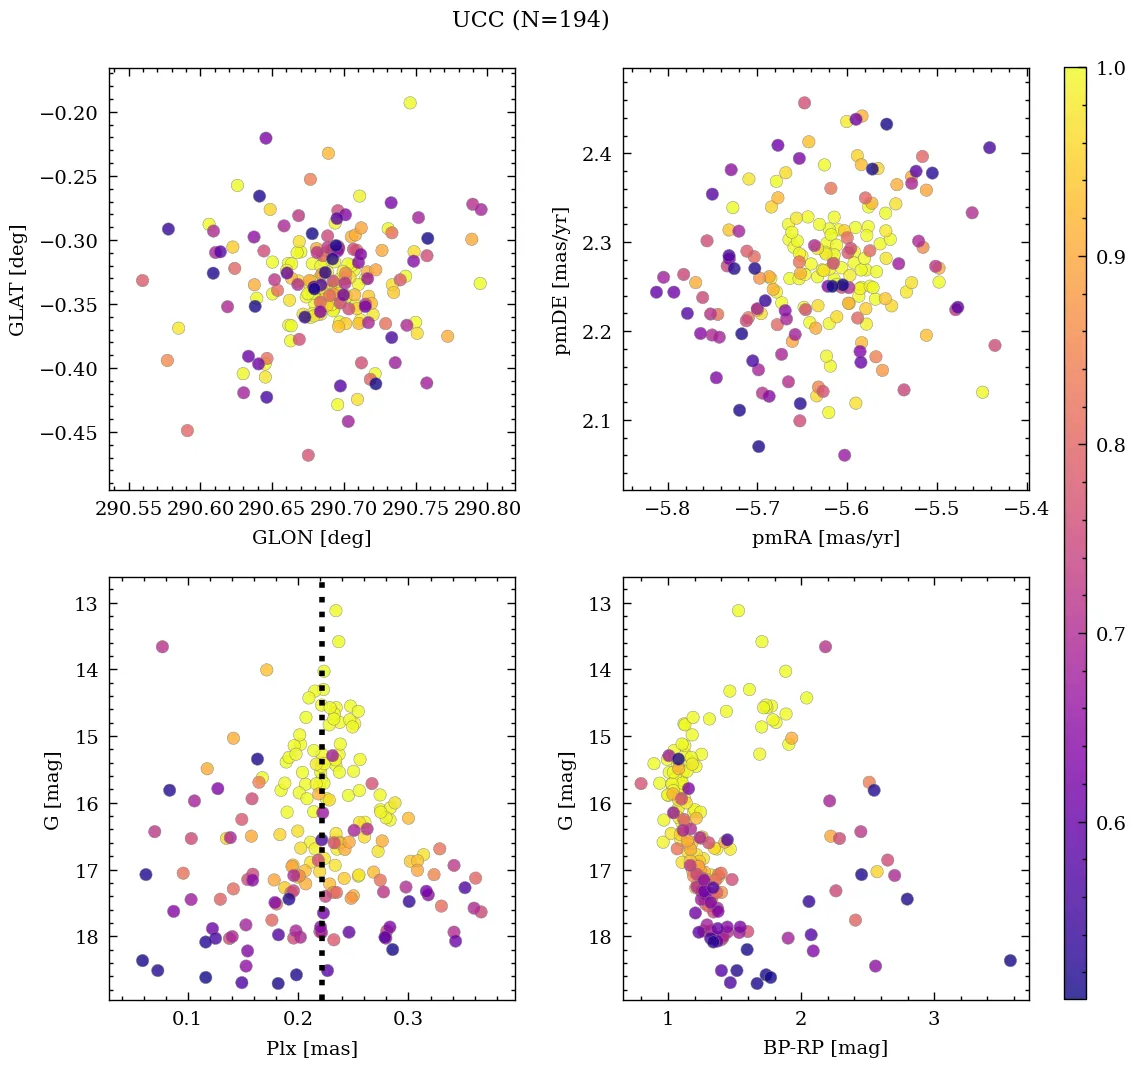 UCC (N=194)
−0.20
−0.25
−0.30
−0.35
−0.40
−0.45
GLAT [deg]
290.55 290.60 290.65 290.70 290.75 290.80
GLON [deg]
2.4
2.3
2.2
2.1
pmDE [mas/yr]
−5.8 −5.7 −5.6 −5.5 −5.4
pmRA [mas/yr]
13
14
15
16
17
18
G [mag]
0.1 0.2 0.3
Plx [mas]
13
14
15
16
17
18
G [mag]
1 2 3
BP-RP [mag]
1.0
0.9
0.8
0.7
0.6